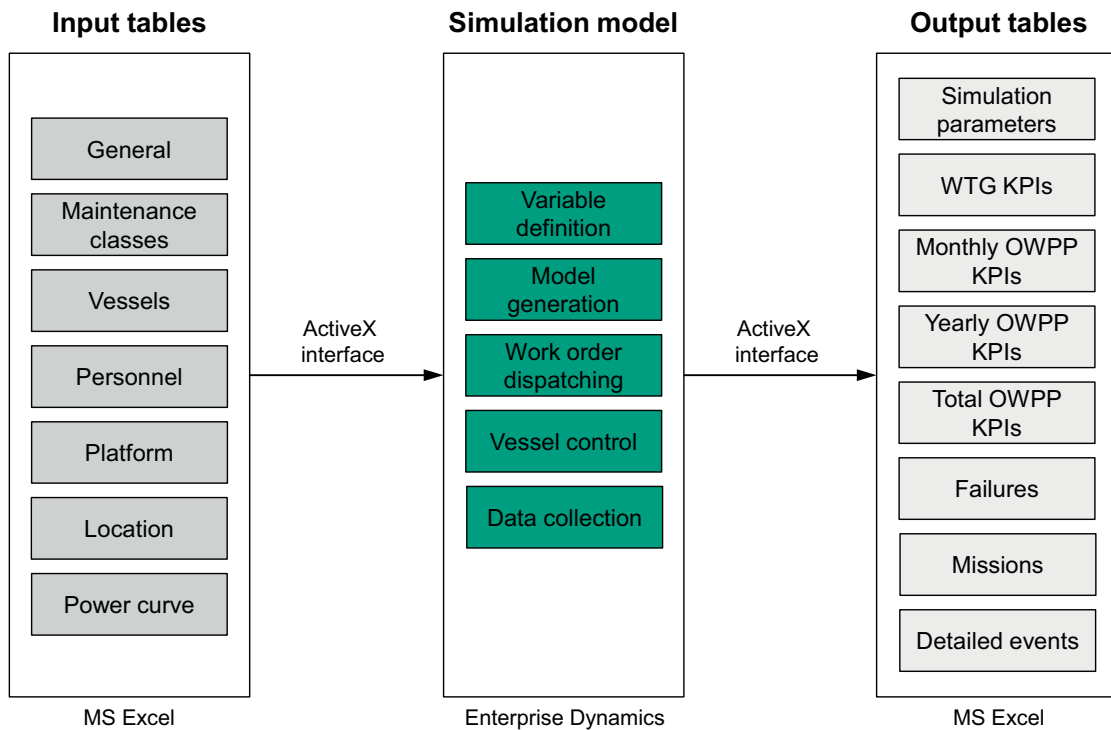 Input tables
General
Maintenance
classes
Vessels
Personnel
Platform
Location
Power curve
MS Excel
ActiveX
interface
Simulation model
Variable
definition
Model
generation
Work order
dispatching
Vessel control
Data collection
Enterprise Dynamics
ActiveX
interface
Output tables
Simulation
parameters
WTG KPIs
Monthly OWPP
KPIs
Yearly OWPP
KPIs
Total OWPP
KPIs
Failures
Missions
Detailed events
MS Excel